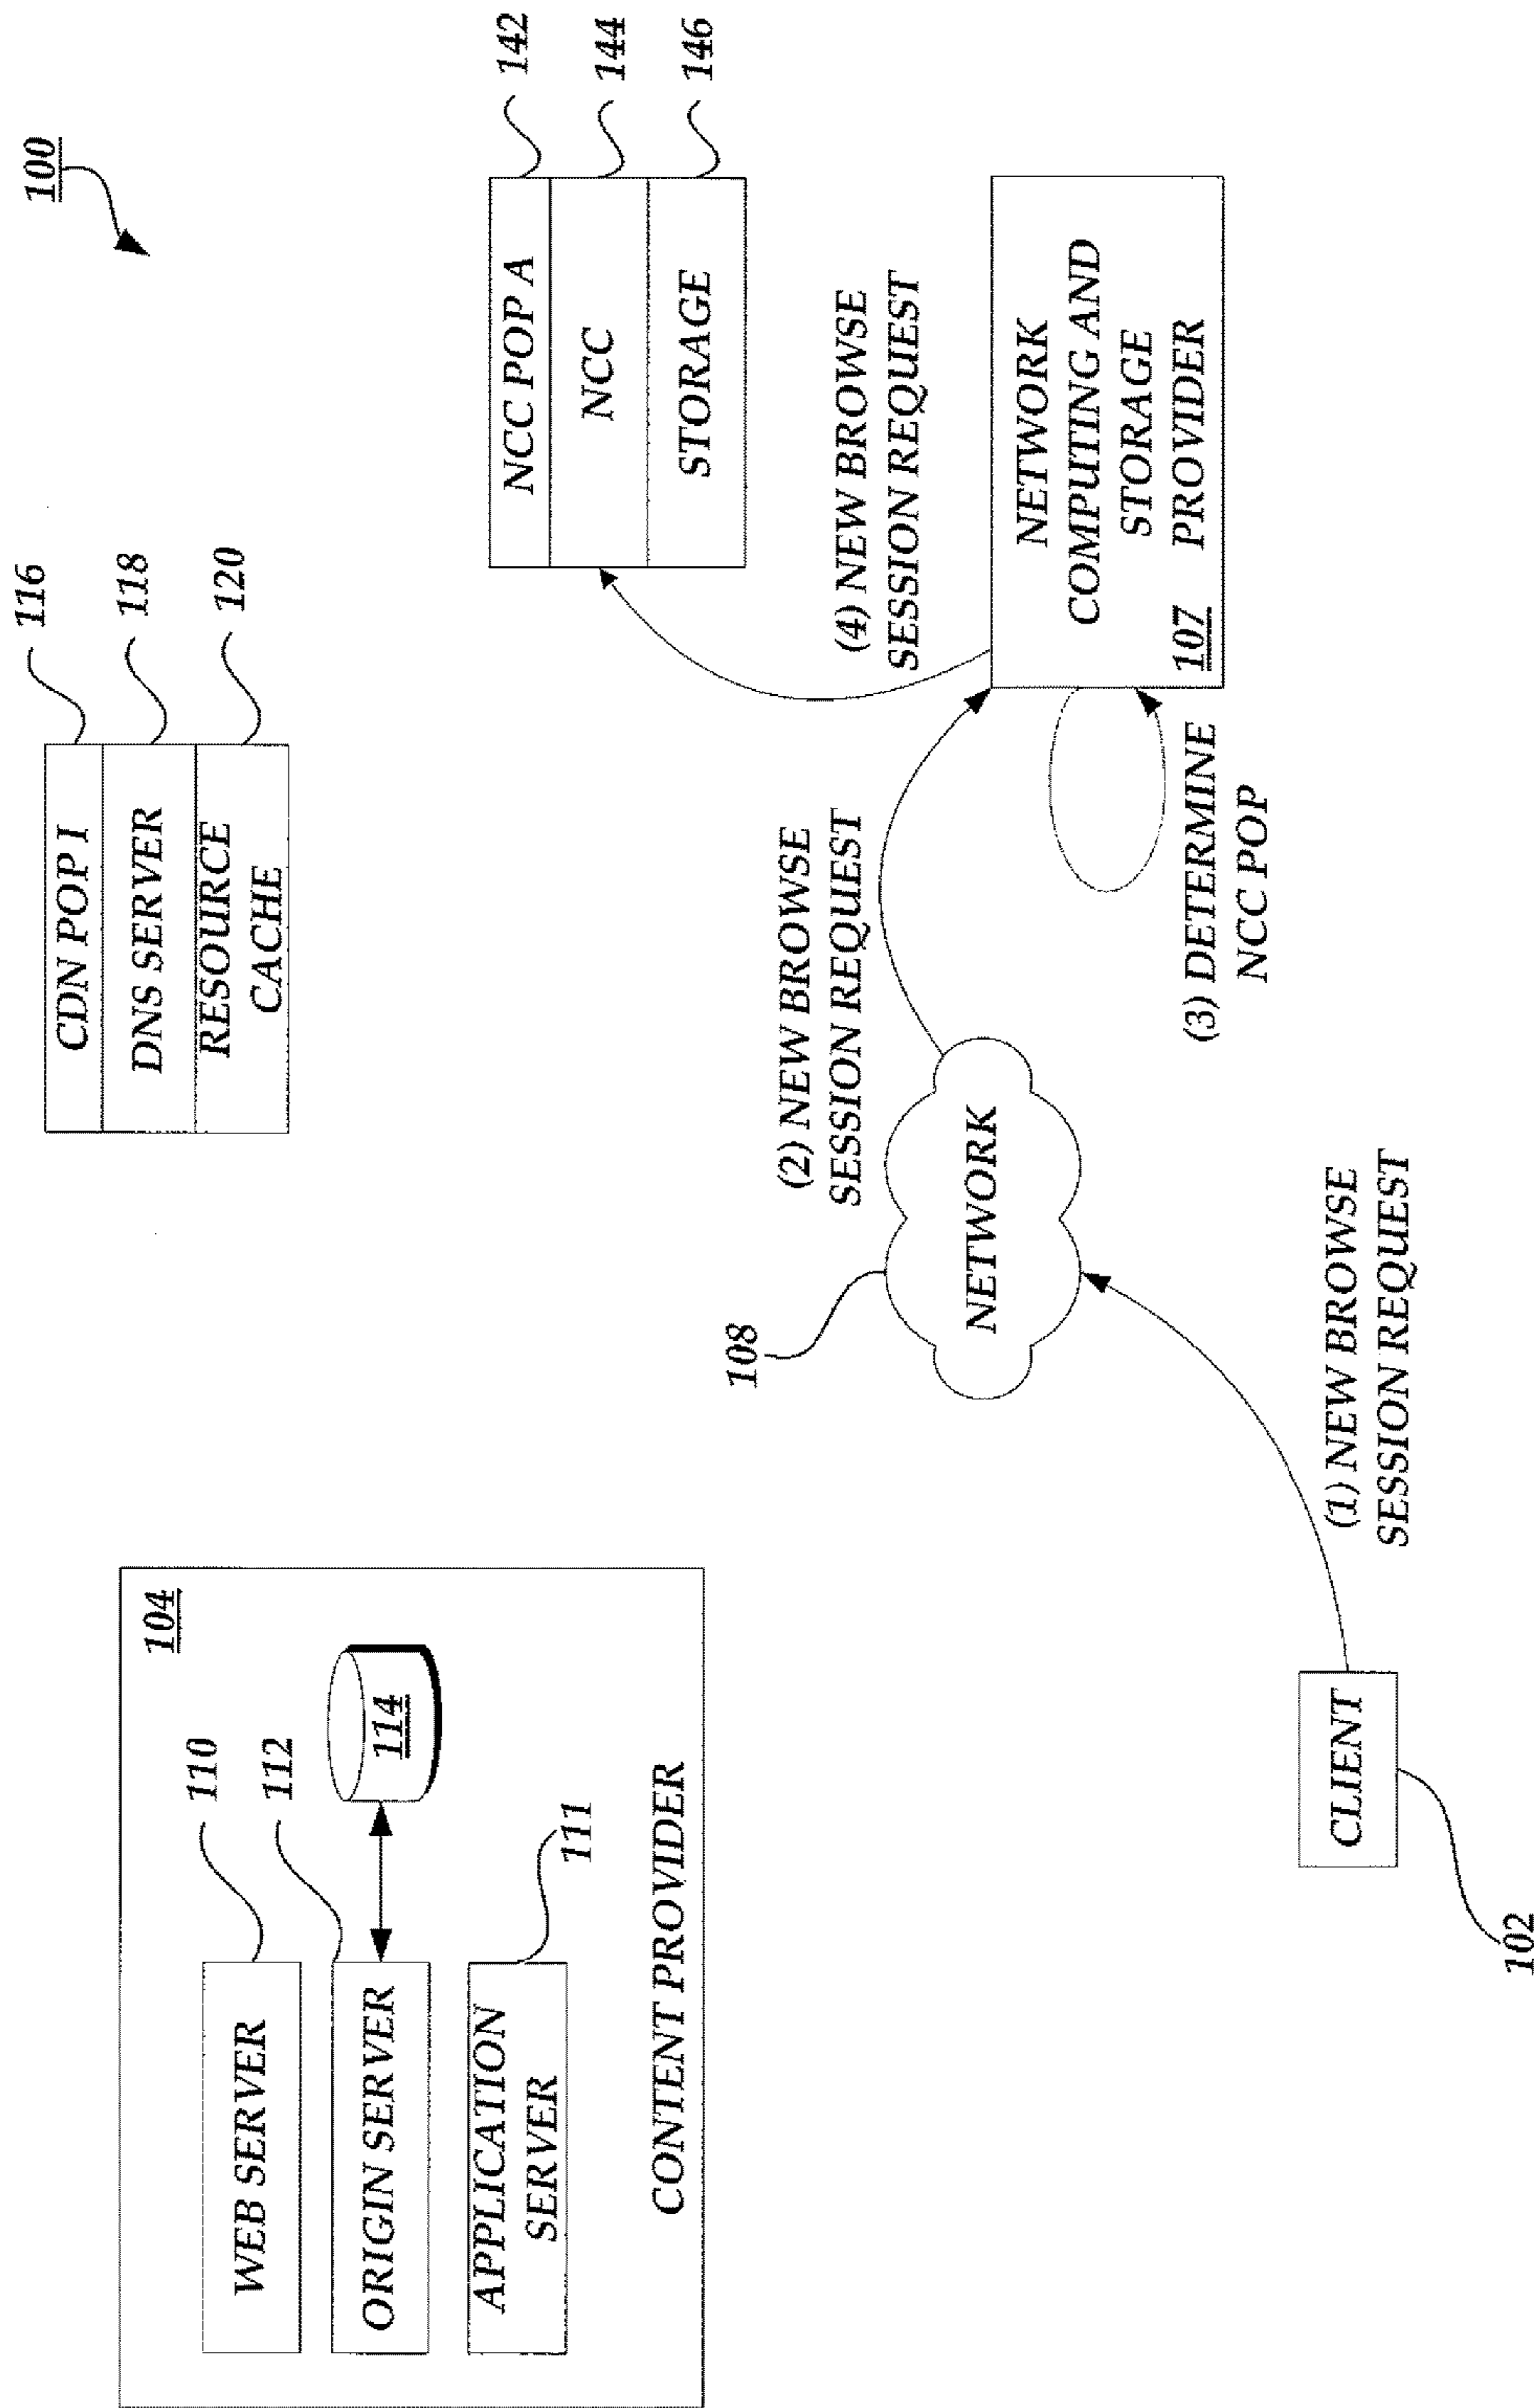 100
104
WEB SERVER
110
ORIGIN SERVER
112
114
APPLICATION
SERVER
111
CONTENT PROVIDER
CDN POP I
116
DNS SERVER
118
RESOURCE
CACHE
120
NCC POP A
142
NCC
144
STORAGE
146
108
NETWORK
(2) NEW BROWSE
SESSION REQUEST
(4) NEW BROWSE
SESSION REQUEST
NETWORK
COMPUTING AND
STORAGE
107 PROVIDER
(3) DETERMINE
NCC POP
(1) NEW BROWSE
SESSION REQUEST
CLIENT
102